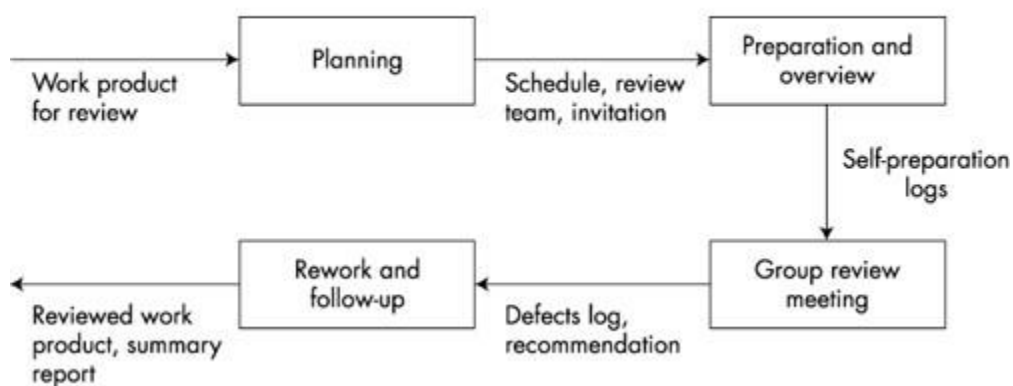 Planning
Preparation and
overview
Work product
for review
Schedule, review
team, invitation
Self-preparation
logs
Group review
meeting
Rework and
follow-up
Defects log,
recommendation
Reviewed work
product, summary
report